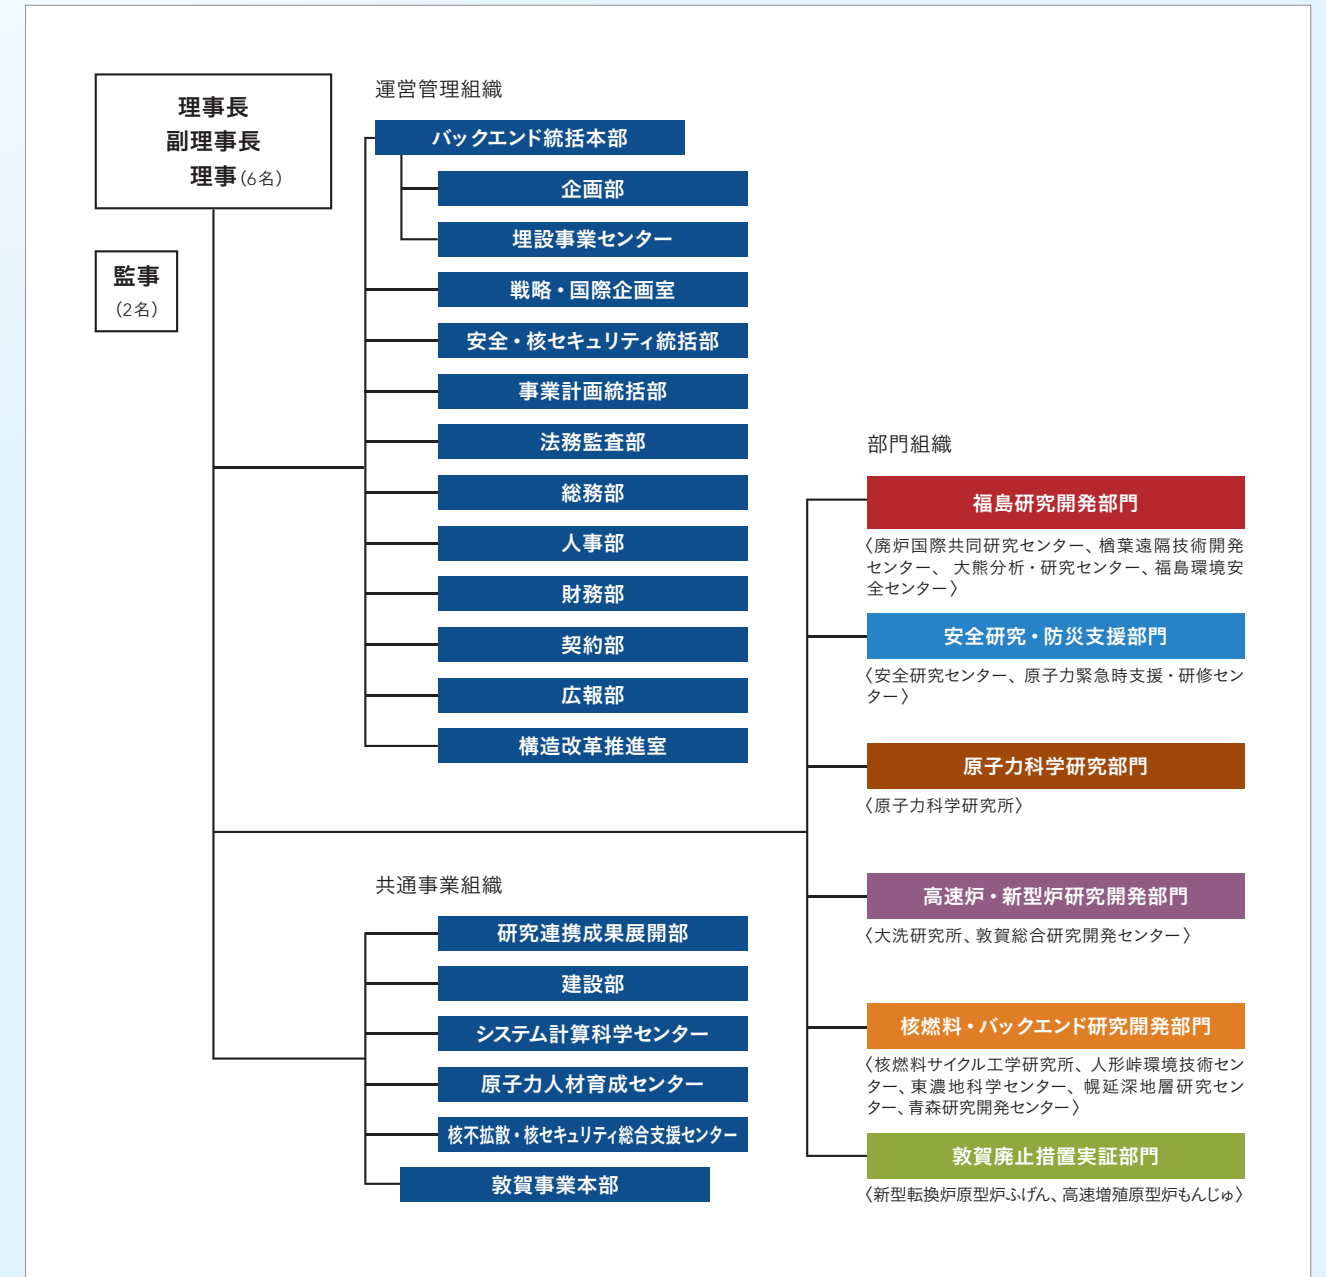 理事長
副理事長
理事(6名)
監事
(2名)
運営管理組織
バックエンド統括本部
企画部
埋設事業センター
戦略・国際企画室
安全・核セキュリティ統括部
事業計画統括部
法務監査部
総務部
人事部
財務部
契約部
広報部
構造改革推進室
共通事業組織
研究連携成果展開部
建設部
システム計算科学センター
原子力人材育成センター
核不拡散・核セキュリティ総合支援センター
敦賀事業本部
部門組織
福島研究開発部門
〈廃炉国際共同研究センター、楢葉遠隔技術開発
センター、 大熊分析・研究センター、福島環境安
全センター〉
安全研究・防災支援部門
〈安全研究センター、原子力緊急時支援・研修セン
ター〉
原子力科学研究部門
〈原子力科学研究所〉
高速炉・新型炉研究開発部門
〈大洗研究所、敦賀総合研究開発センター〉
核燃料・バックエンド研究開発部門
〈核燃料サイクル工学研究所、人形峠環境技術セン
ター、東濃地科学センター、幌延深地層研究セン
ター、青森研究開発センター〉
敦賀廃止措置実証部門
〈新型転換炉原型炉ふげん、高速増殖原型炉もんじゅ〉